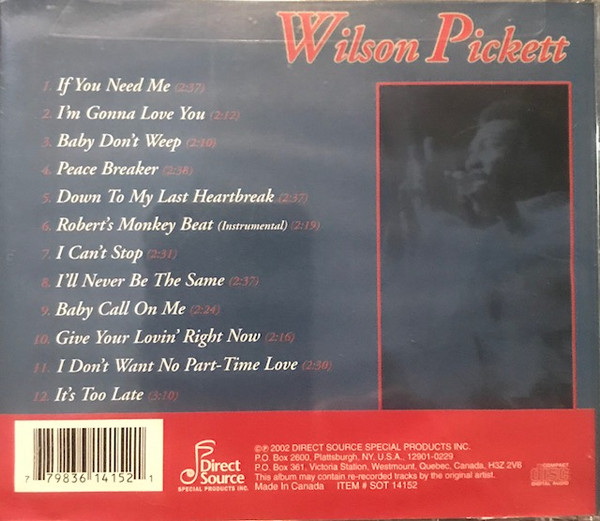 Wilson Pickett
1. If You Need Me (2:37)
2. I'm Gonna Love You (2:12)
3. Baby Don't Weep (2:10)
4. Peace Breaker (2:38)
5. Down To My Last Heartbreak (2:37)
6. Robert's Monkey Beat (Instrumental) (2:19)
7. I Can't Stop (2:31)
8. I'll Never Be The Same (2:37)
9. Baby Call On Me (2:24)
10. Give Your Lovin' Right Now (2:16)
11. I Don't Want No Part-Time Love (2:30)
12. It's Too Late (3:10)
7 79836 14152 1
Direct
Source
SPECIAL PRODUCTS INC.
©℗ 2002 DIRECT SOURCE SPECIAL PRODUCTS INC.
P.O. Box 2600, Plattsburgh, N.Y., U.S.A., 12901-0229
P.O. Box 361, Victoria Station, Westmount, Quebec, Canada, H3Z 2V8
This album may contain re-recorded tracks by the original artist.
Made In Canada ITEM # SOT 14152
COMPACT
disc
DIGITAL AUDIO